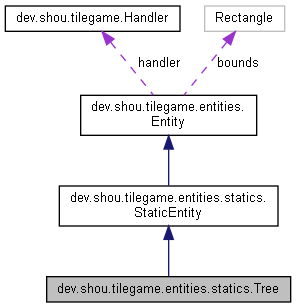 dev.shou.tilegame.Handler
Rectangle
handler
bounds
dev.shou.tilegame.entities.
Entity
dev.shou.tilegame.entities.statics.
StaticEntity
dev.shou.tilegame.entities.statics.Tree